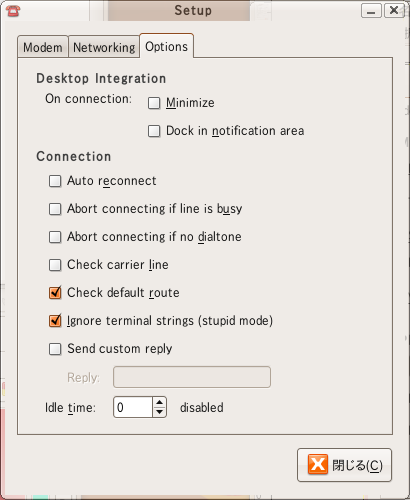 Setup
Modem Networking Options
Desktop Integration
On connection: Minimize
Dock in notification area
Connection
Auto reconnect
Abort connecting if line is busy
Abort connecting if no dialtone
Check carrier line
Check default route
Ignore terminal strings (stupid mode)
Send custom reply
Reply:
Idle time: 0 disabled
閉じる(C)